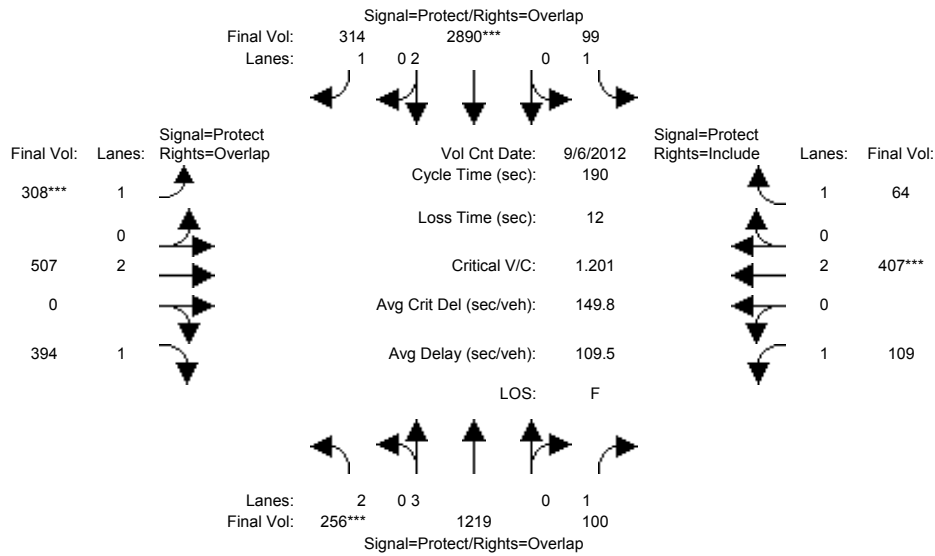 Signal=Protect/Rights=Overlap
Final Vol: 314 2890*** 99
Lanes: 1 0 2 0 1
Signal=Protect
Rights=Overlap
Final Vol: Lanes:
Vol Cnt Date: 9/6/2012
Signal=Protect
Rights=Include
Lanes: Final Vol:
Cycle Time (sec): 190
308*** 1
1 64
Loss Time (sec): 12
0
0
507 2
Critical V/C: 1.201
2 407***
0 0
Avg Crit Del (sec/veh): 149.8
0
394 1
Avg Delay (sec/veh): 109.5
1 109
LOS: F
Lanes: 2 0 3 0 1
Final Vol: 256*** 1219 100
Signal=Protect/Rights=Overlap